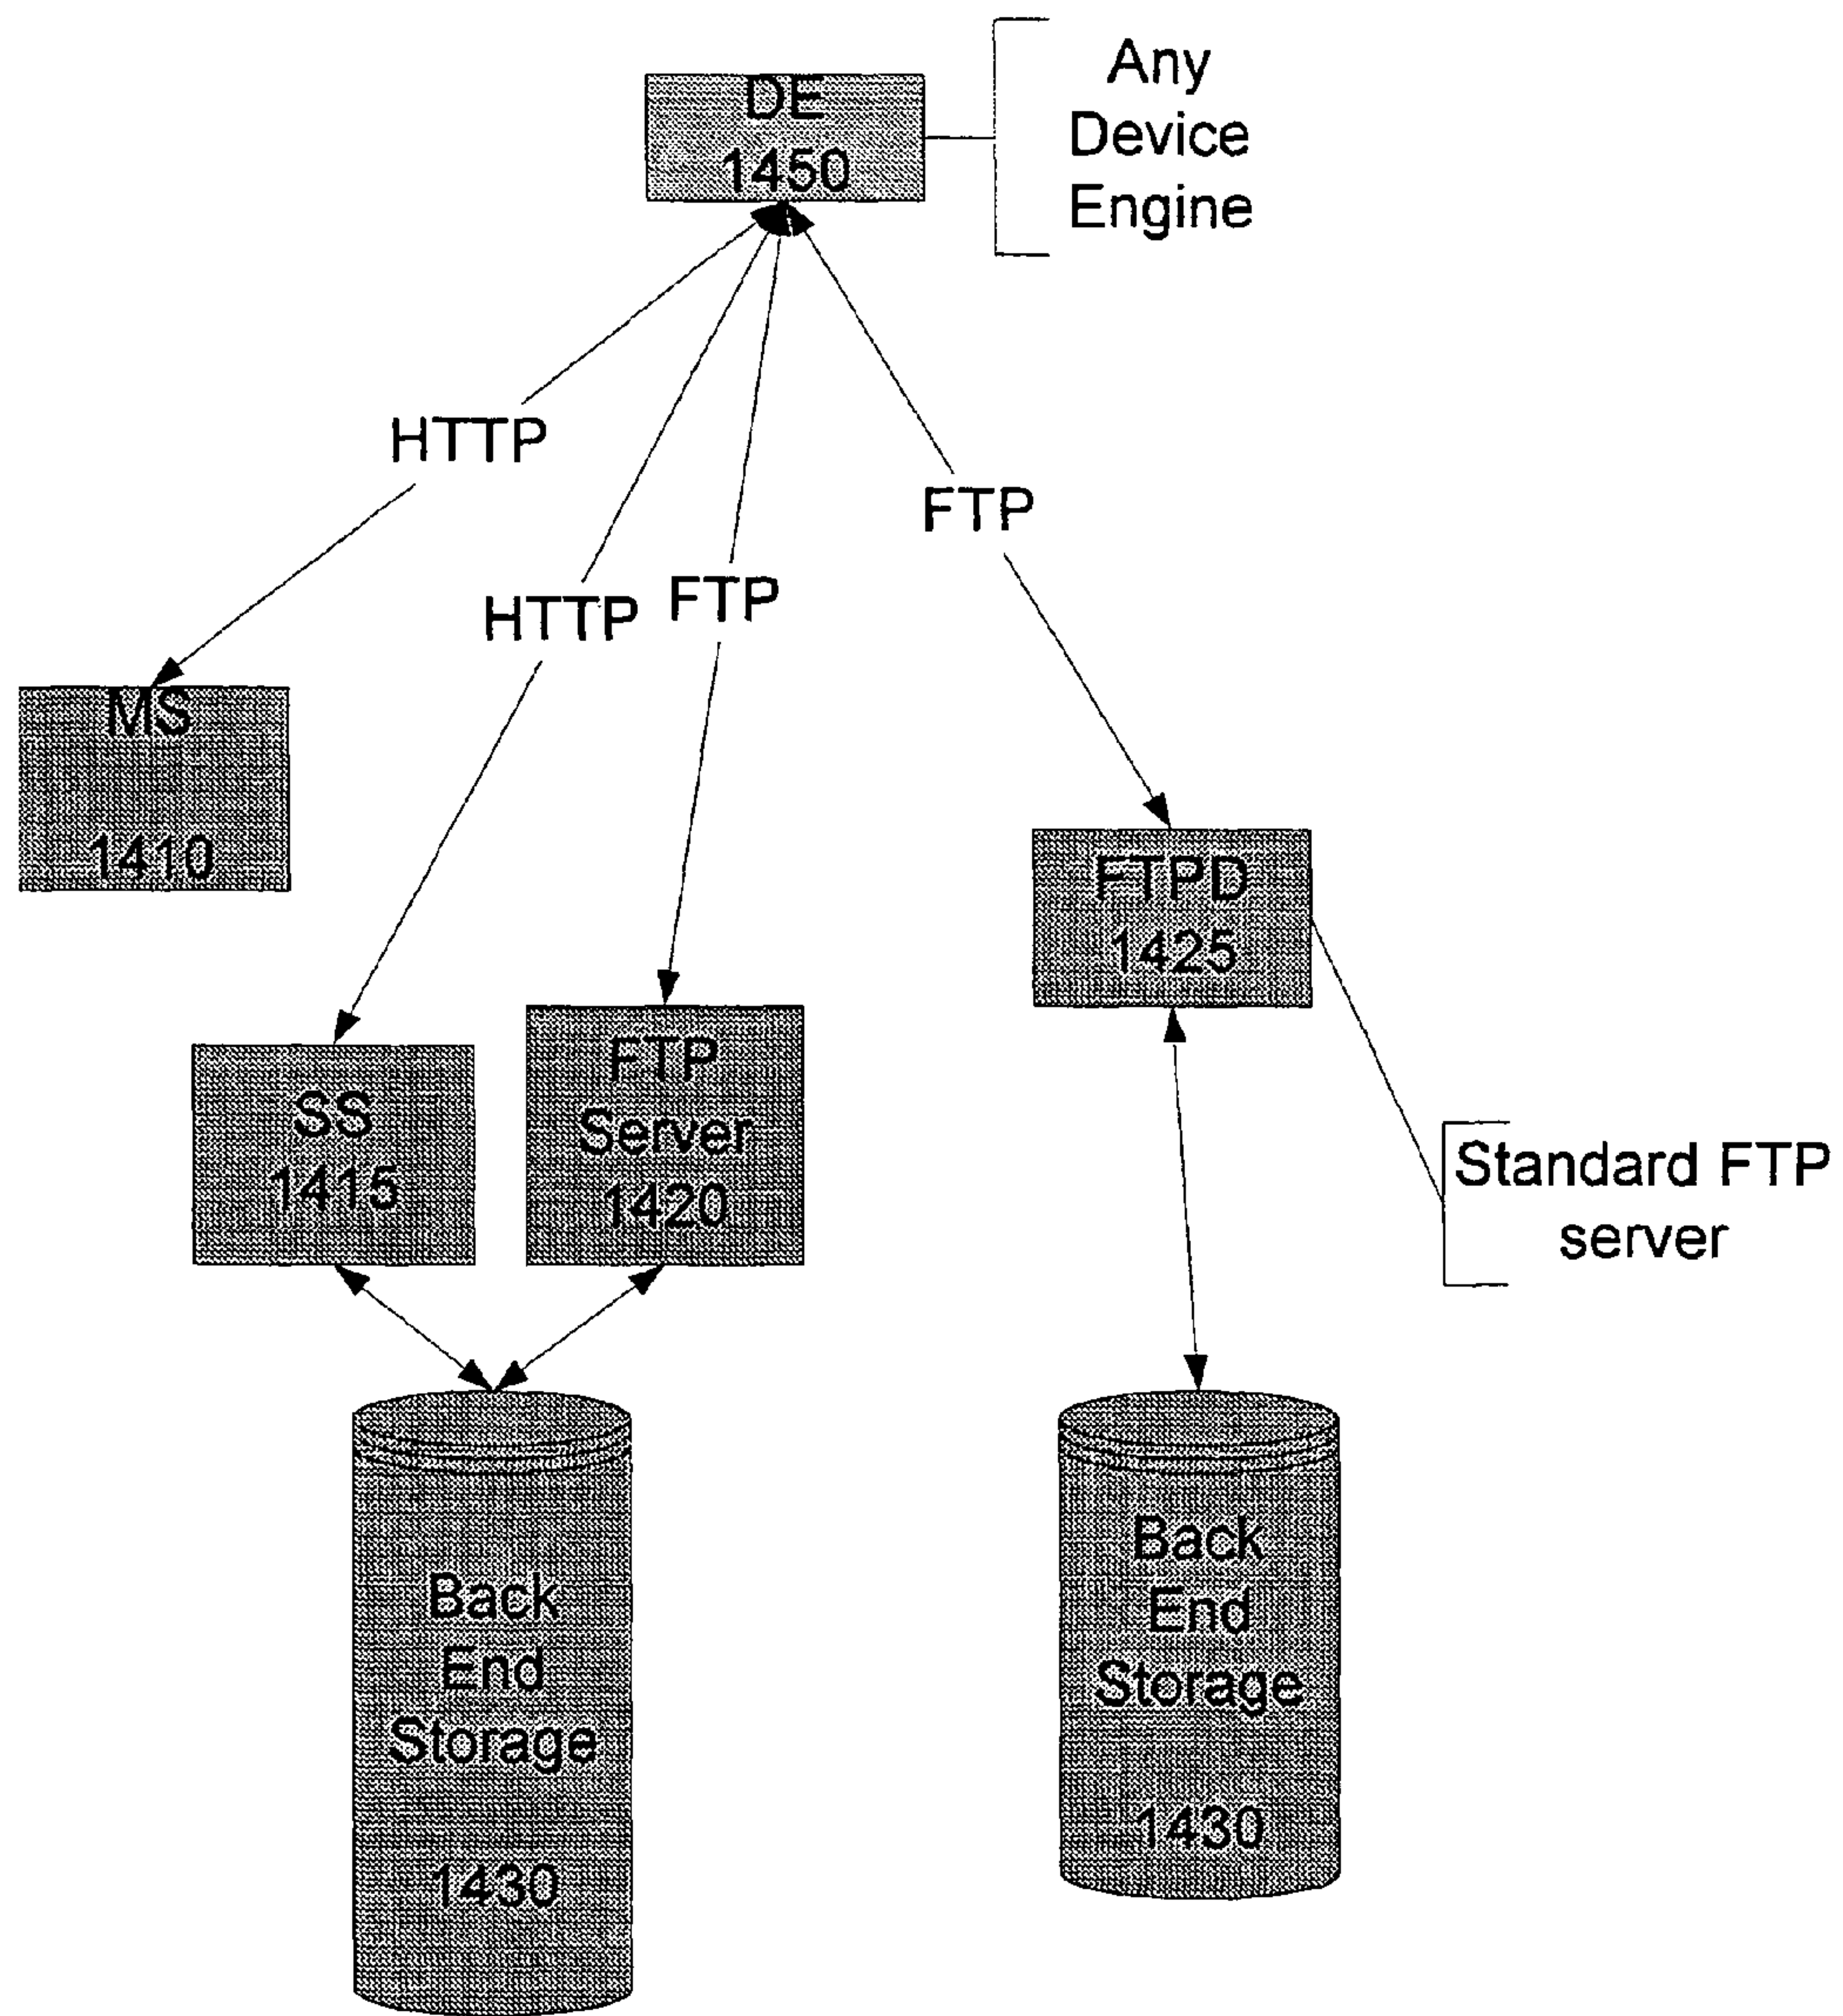 DE
1450
Any
Device
Engine
HTTP
FTP
HTTP
FTP
MS
1410
FTPD
1425
SS
1415
FTP
Server
1420
Standard FTP
server
Back
End
Storage
1430
Back
End
Storage
1430